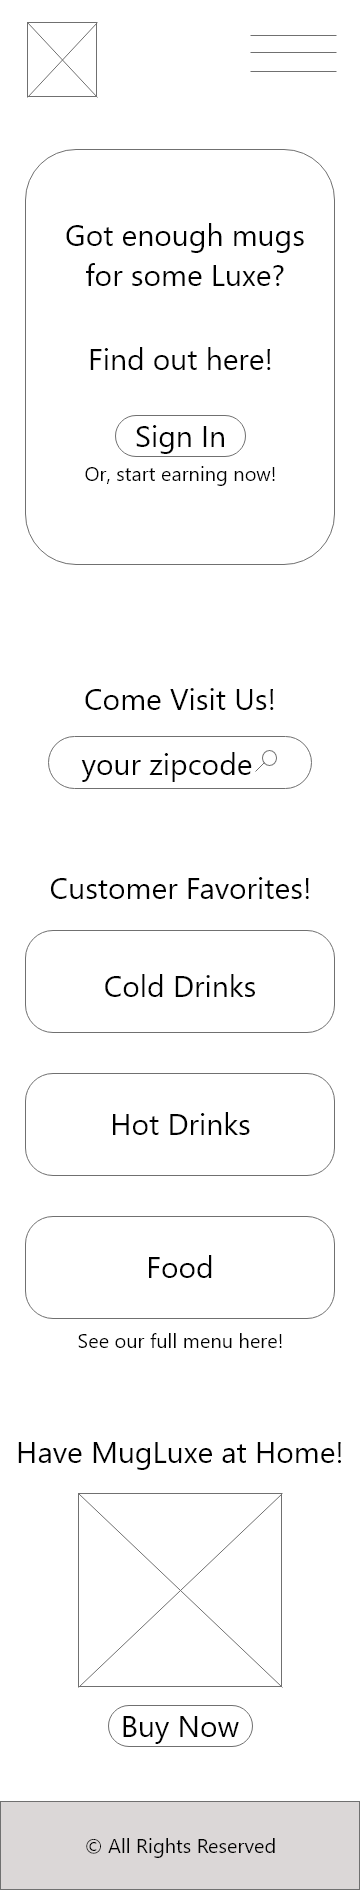 Got enough mugs
for some Luxe?
Find out here!
Sign In
Or, start earning now!
Come Visit Us!
your zipcode
Customer Favorites!
Cold Drinks
Hot Drinks
Food
See our full menu here!
Have MugLuxe at Home!
Buy Now
© All Rights Reserved